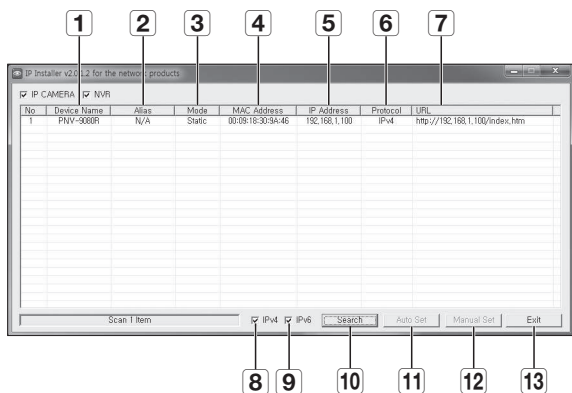 1 2 3 4 5 6 7
IP Installer v2.0.1.2 for the network products
IP CAMERA NVR
No Device Name Alias Mode MAC Address IP Address Protocol URL
1 PNV-9080R N/A Static 00:09:18:30:9A:46 192,168,1,100 IPv4 http://192,168,1,100/index,htm
Scan 1 Item IPv4 IPv6 Search Auto Set Manual Set Exit
8 9 10 11 12 13